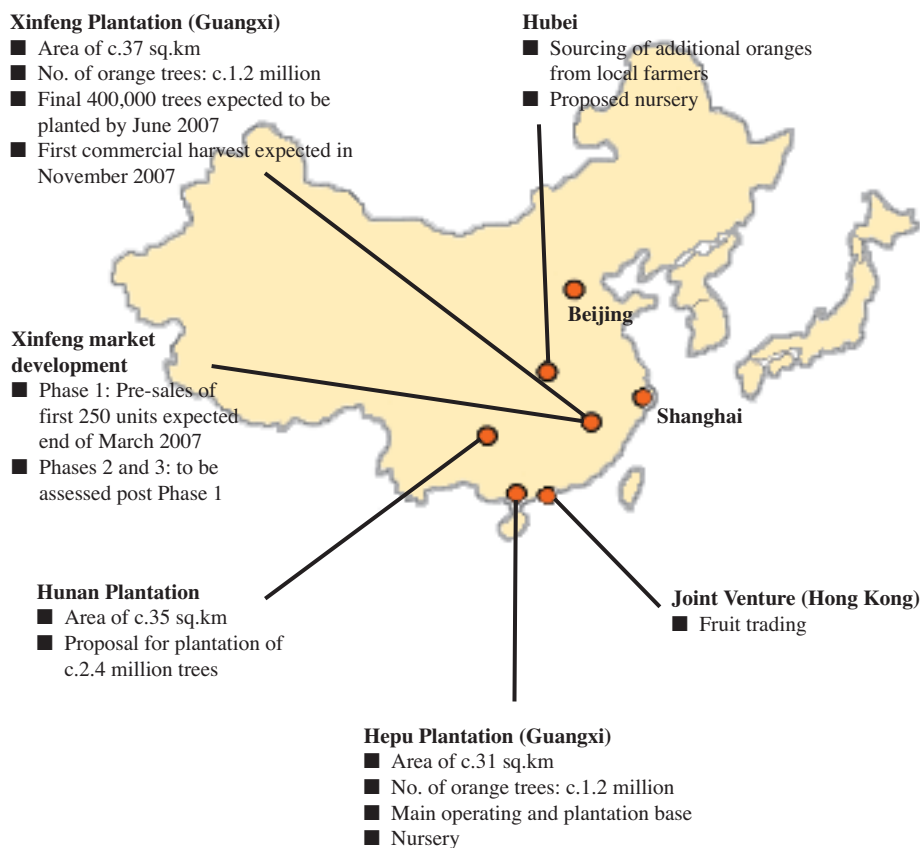 Xinfeng Plantation (Guangxi)
■ Area of c.37 sq.km
■ No. of orange trees: c.1.2 million
■ Final 400,000 trees expected to be
planted by June 2007
■ First commercial harvest expected in
November 2007
Hubei
■ Sourcing of additional oranges
from local farmers
■ Proposed nursery
Beijing
Xinfeng market
development
■ Phase 1: Pre-sales of
first 250 units expected
end of March 2007
■ Phases 2 and 3: to be
assessed post Phase 1
Shanghai
Hunan Plantation
■ Area of c.35 sq.km
■ Proposal for plantation of
c.2.4 million trees
Joint Venture (Hong Kong)
■ Fruit trading
Hepu Plantation (Guangxi)
■ Area of c.31 sq.km
■ No. of orange trees: c.1.2 million
■ Main operating and plantation base
■ Nursery